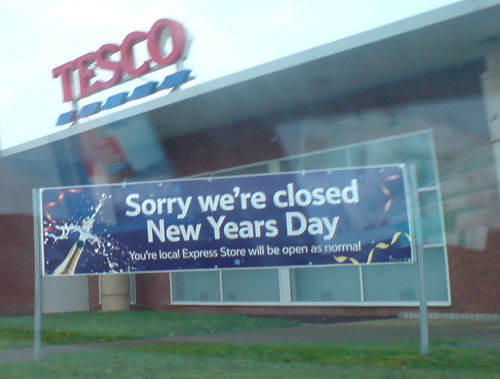 TESCO
Sorry we're closed
New Years Day
You're local Express Store will be open as normal